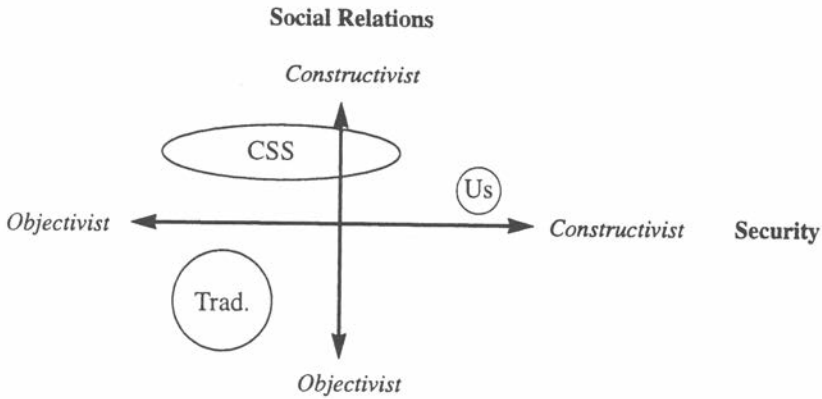 Social Relations
Constructivist
CSS
Us
Objectivist
Constructivist
Security
Trad.
Objectivist